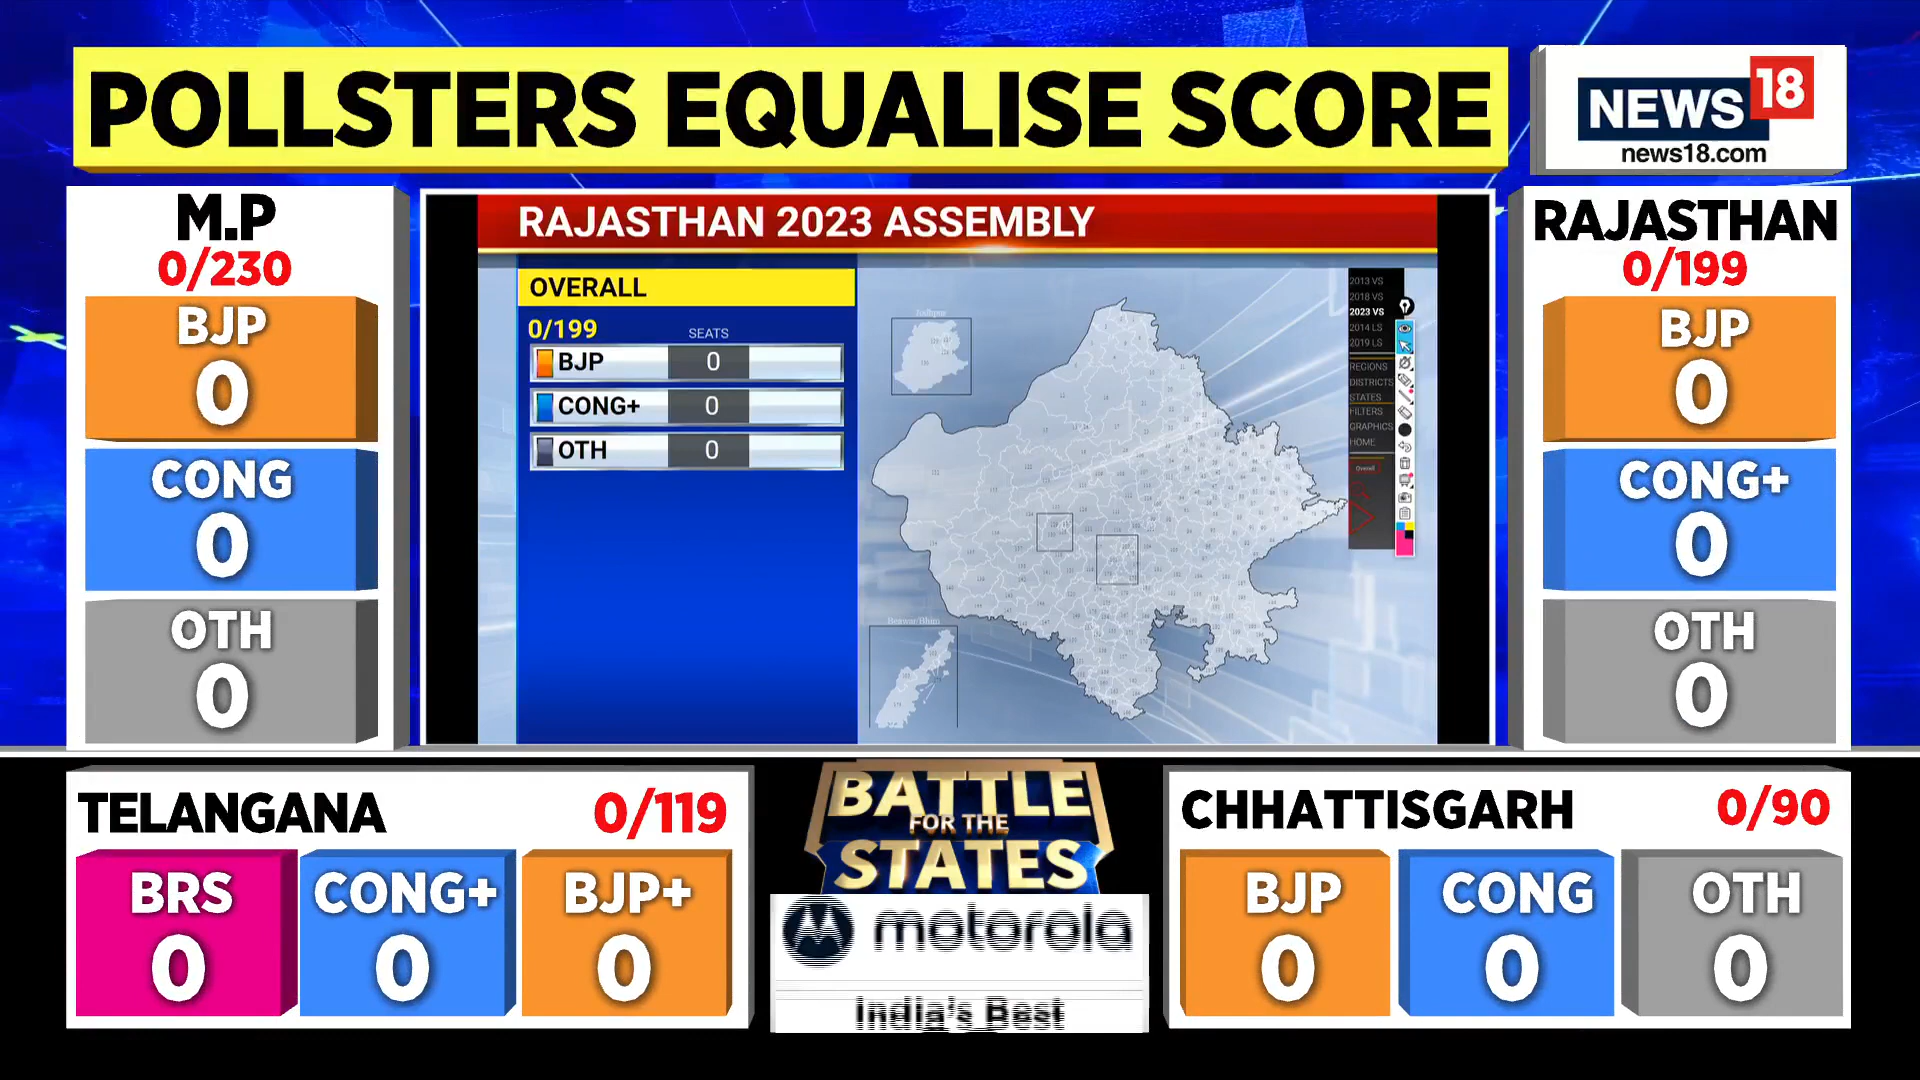 POLLSTERS EQUALISE SCORE
NEWS 18
news18.com
M.P
0/230
BJP
0
CONG
0
OTH
0
RAJASTHAN 2023 ASSEMBLY
OVERALL
0/199 SEATS
BJP 0
CONG+ 0
OTH 0
2013 VS
2018 VS
2023 VS
2014 LS
2019 LS
REGIONS
DISTRICTS
STATES
FILTERS
GRAPHICS
HOME
Overall
RAJASTHAN
0/199
BJP
0
CONG+
0
OTH
0
TELANGANA 0/119
BRS CONG+ BJP+
0 0 0
BATTLE
FOR THE
STATES
motorola
India's Best
CHHATTISGARH 0/90
BJP CONG OTH
0 0 0